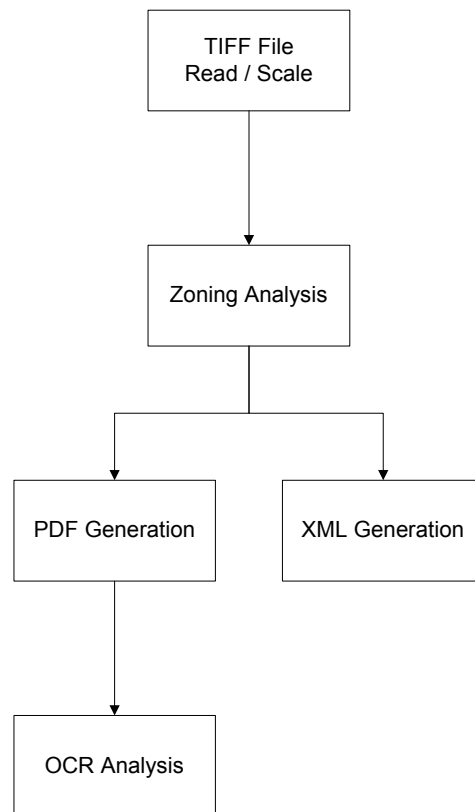 TIFF File
Read / Scale
Zoning Analysis
PDF Generation
XML Generation
OCR Analysis